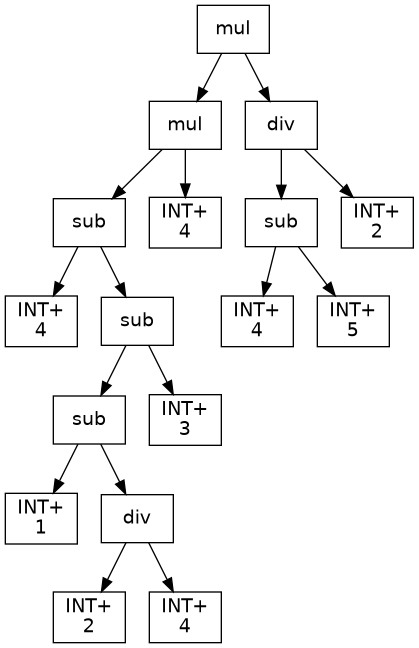 mul
mul
div
sub
INT+
4
sub
INT+
2
INT+
4
sub
INT+
4
INT+
5
sub
INT+
3
INT+
1
div
INT+
2
INT+
4